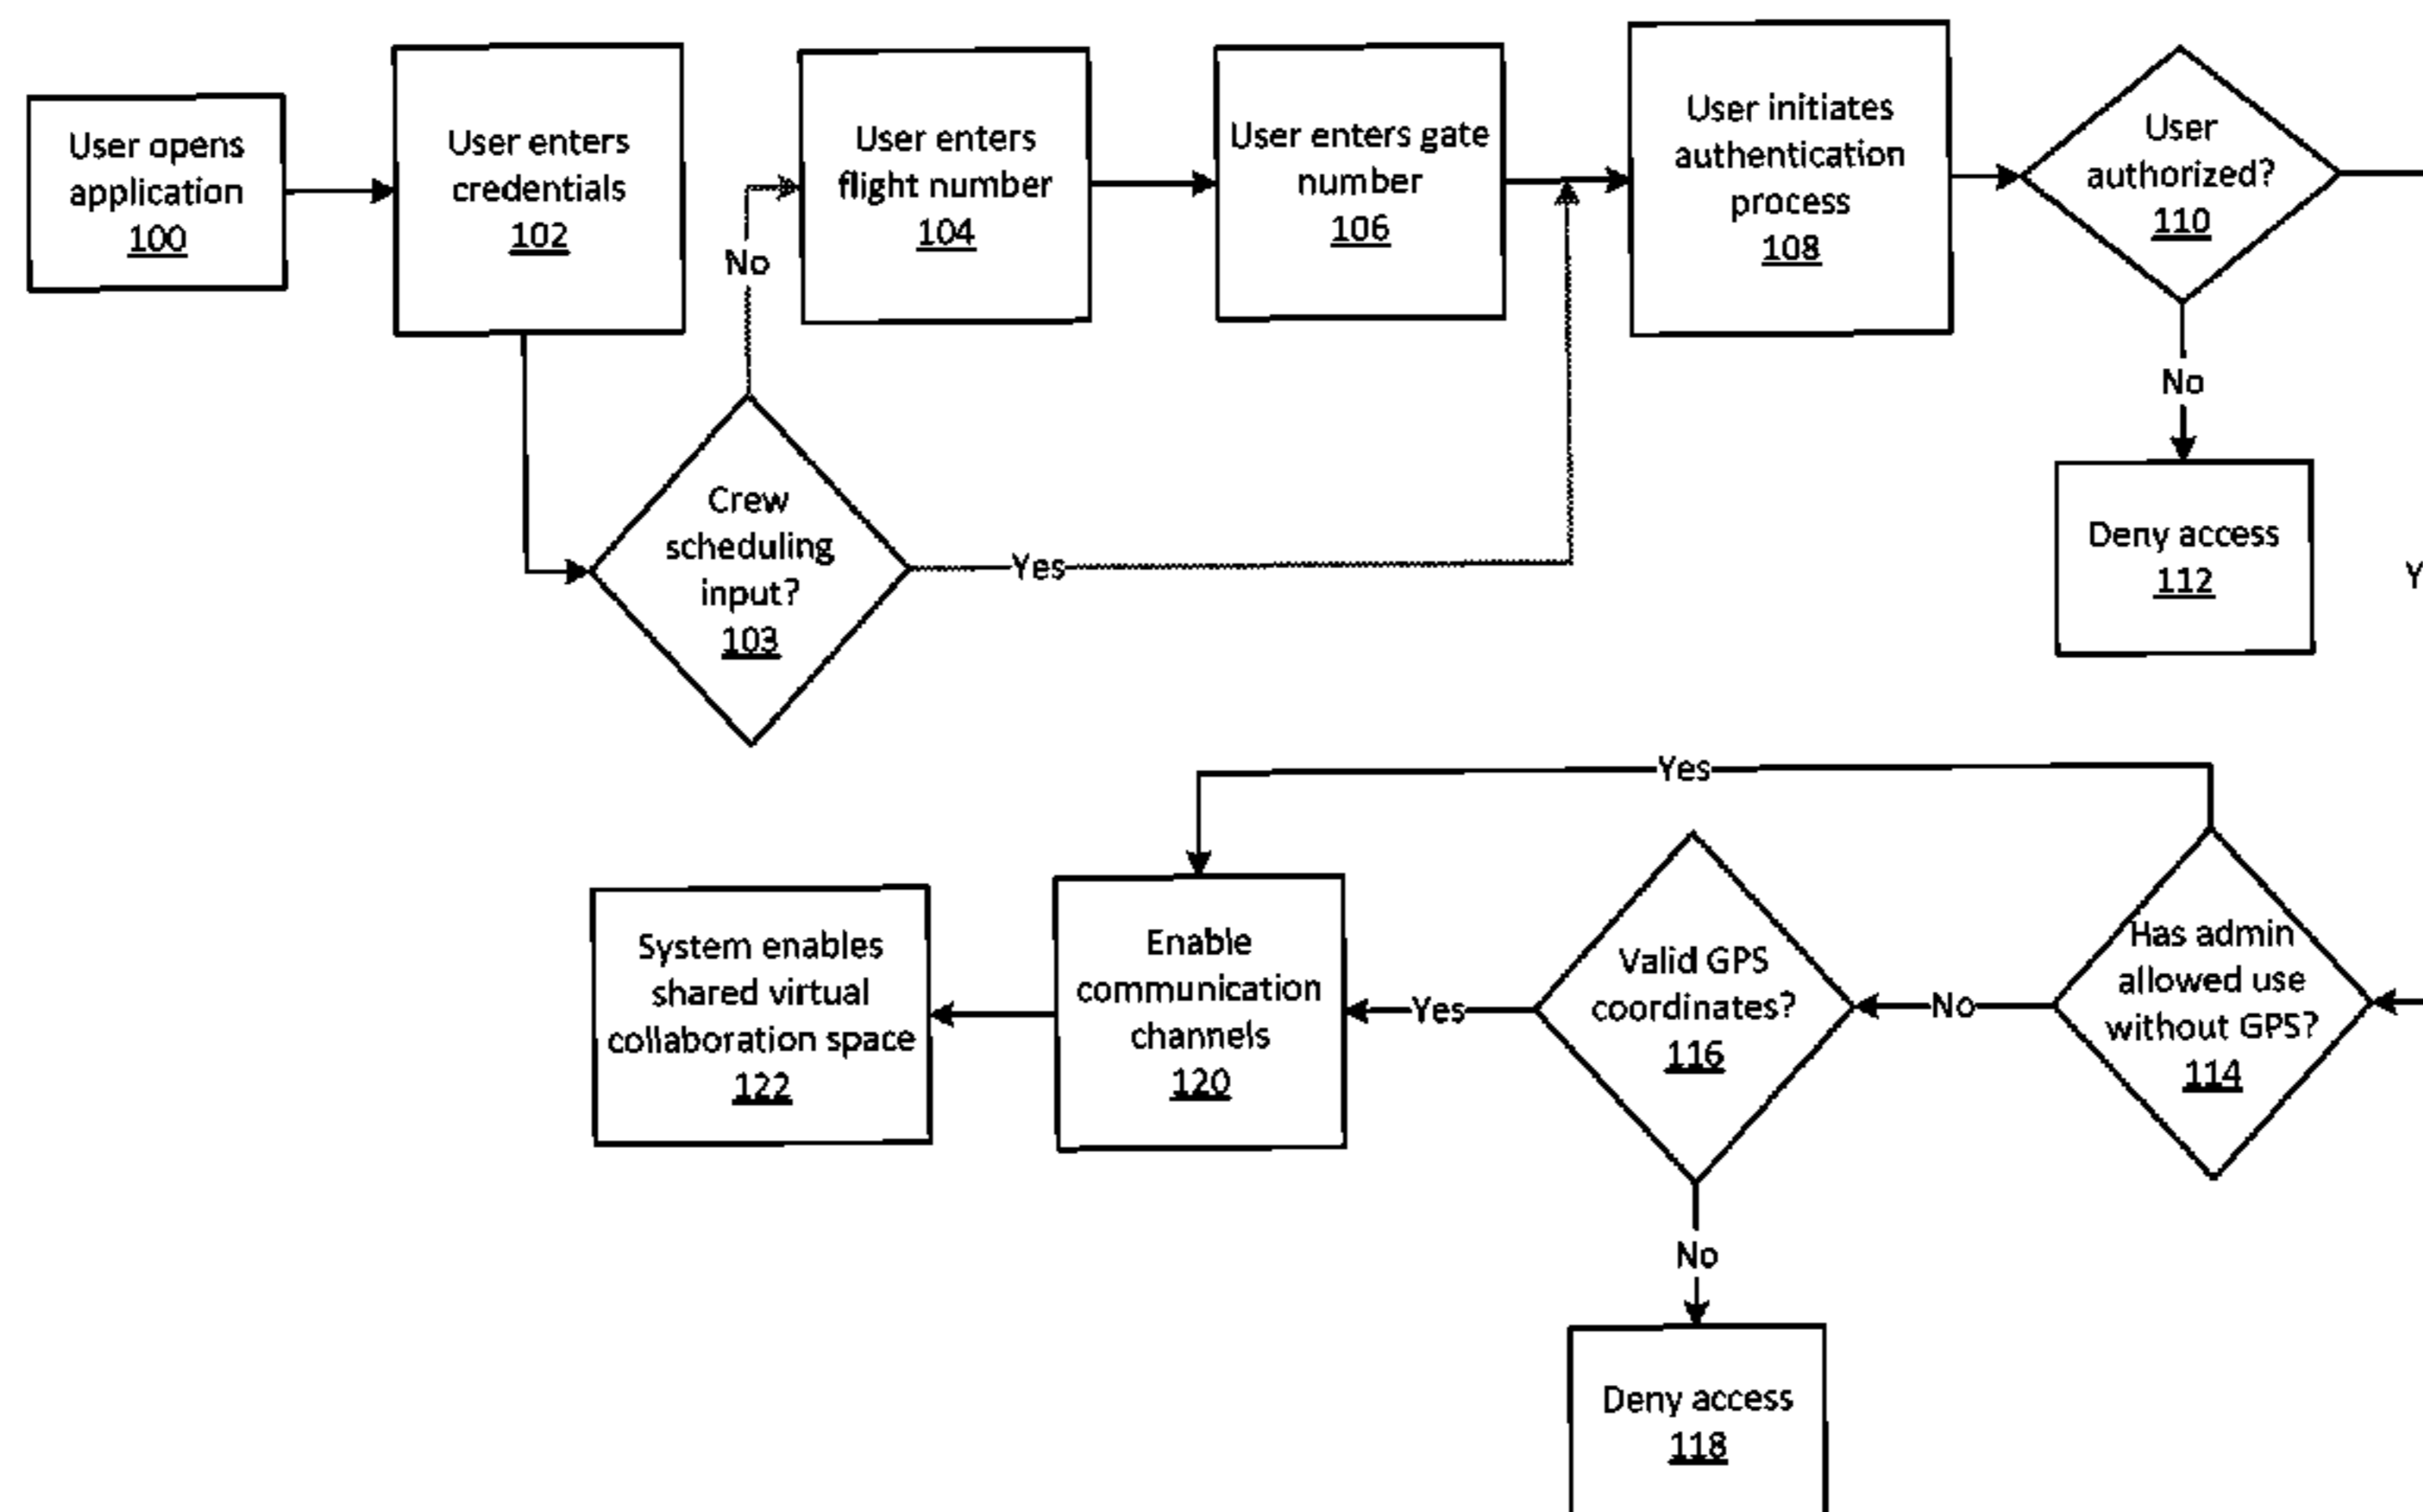 User opens
application
100
User enters
credentials
102
No
User enters
flight number
104
User enters gate
number
106
User initiates
authentication
process
108
User
authorized?
110
No
Deny access
112
Y
Crew
scheduling
input?
103
Yes
Yes
System enables
shared virtual
collaboration space
122
Enable
communication
channels
120
Yes
Valid GPS
coordinates?
116
No
Has admin
allowed use
without GPS?
114
No
Deny access
118